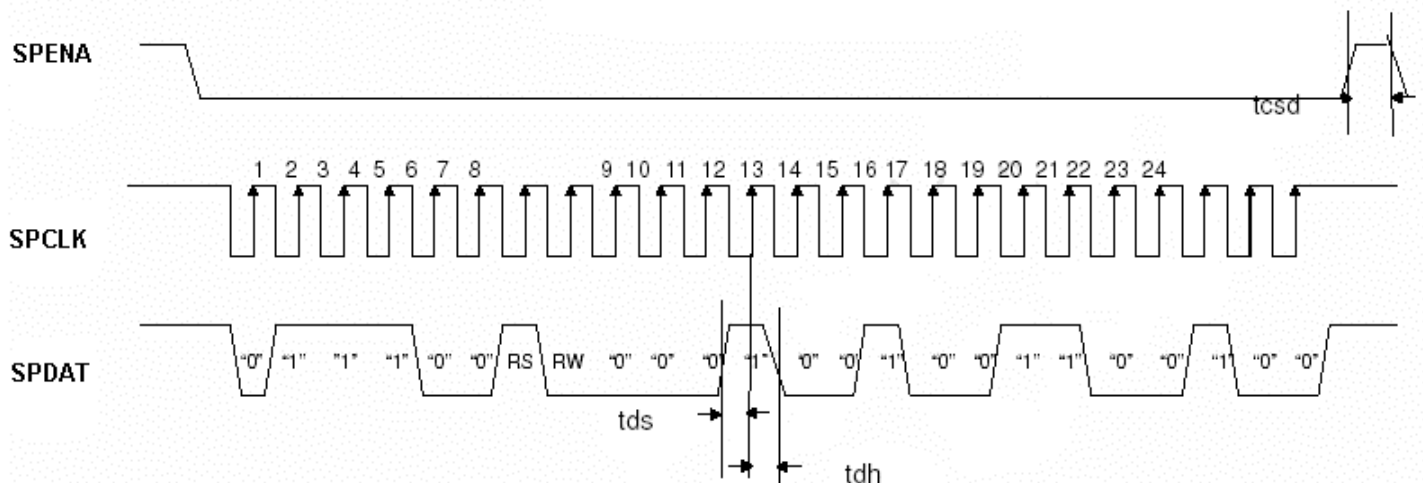 SPENA
tcsd
1 2 3 4 5 6 7 8 9 10 11 12 13 14 15 16 17 18 19 20 21 22 23 24
SPCLK
SPDAT
“0” “1” "1" “1” “0” “0” RS RW “0” “0” “0” “1” “0” “0” “1” “0” “0” “1” “1” “0” “0” “1” “0” “0”
tds
tdh